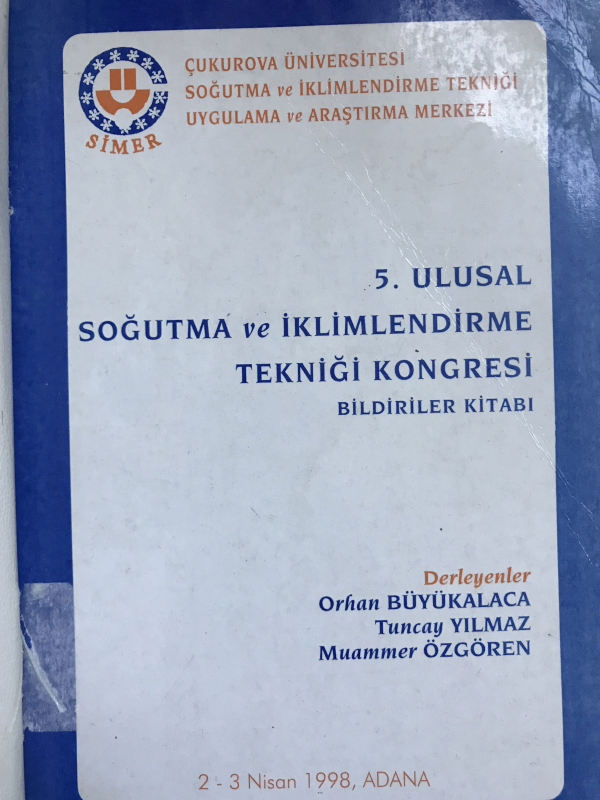 ÇUKUROVA ÜNİVERSİTESİ
SOĞUTMA ve İKLİMLENDİRME TEKNİĞİ
UYGULAMA ve ARAŞTIRMA MERKEZİ
SİMER
5. ULUSAL
SOĞUTMA ve İKLİMLENDİRME
TEKNİĞİ KONGRESİ
BİLDİRİLER KİTABI
Derleyenler
Orhan BÜYÜKALACA
Tuncay YILMAZ
Muammer ÖZGÖREN
2 - 3 Nisan 1998, ADANA